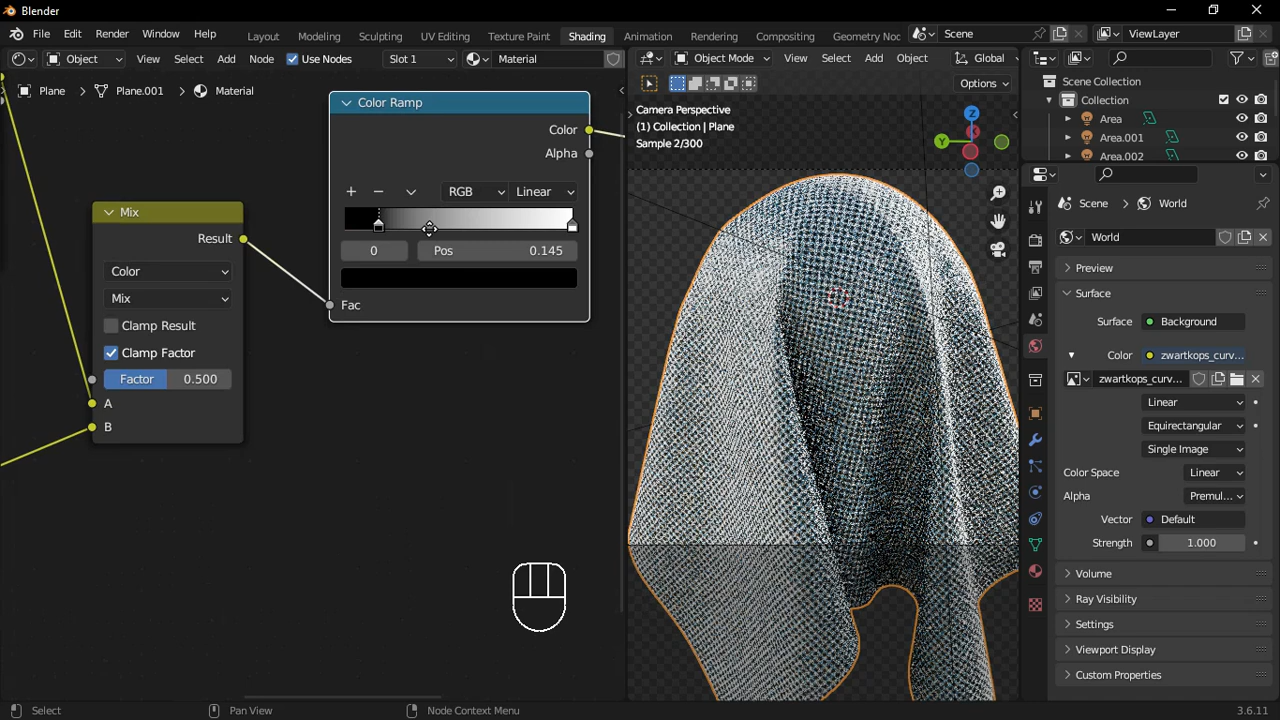 Blender
File Edit Render Window Help Layout Modeling Sculpting UV Editing Texture Paint Shading Animation Rendering Compositing Geometry Noc Scene ViewLayer
Object View Select Add Node Use Nodes Slot 1 Material
Object Mode View Select Add Object Global
Plane Plane.001 Material
Options
Color Ramp
Color
Alpha
RGB Linear
0 Pos 0.145
Fac
Mix
Result
Color
Mix
Clamp Result
Clamp Factor
Factor 0.500
A
B
Camera Perspective
(1) Collection | Plane
Sample 2/300
Z
Y
Scene Collection
Collection
Area
Area.001
Area.002
Scene World
World
Preview
Surface
Surface Background
Color zwartkops_curv...
zwartkops_curv...
Linear
Equirectangular
Single Image
Color Space Linear
Alpha Premul...
Vector Default
Strength 1.000
Volume
Ray Visibility
Settings
Viewport Display
Custom Properties
Select Pan View Node Context Menu 3.6.11